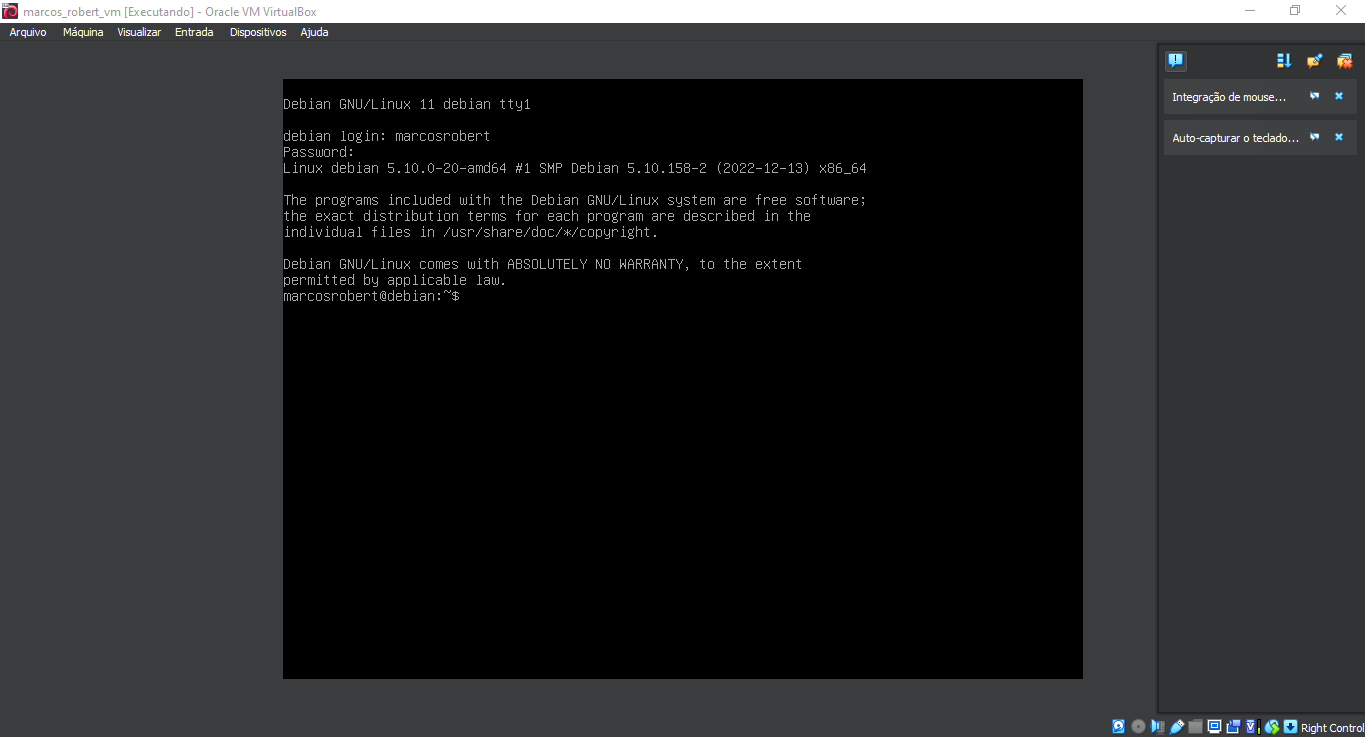 marcos_robert_vm [Executando] - Oracle VM VirtualBox
Arquivo Máquina Visualizar Entrada Dispositivos Ajuda
Debian GNU/Linux 11 debian tty1
debian login: marcosrobert
Password:
Linux debian 5.10.0-20-amd64 #1 SMP Debian 5.10.158-2 (2022-12-13) x86_64
The programs included with the Debian GNU/Linux system are free software;
the exact distribution terms for each program are described in the
individual files in /usr/share/doc/*/copyright.
Debian GNU/Linux comes with ABSOLUTELY NO WARRANTY, to the extent
permitted by applicable law.
marcosrobert@debian:~$
Integração de mouse...
Auto-capturar o teclado...
Right Control